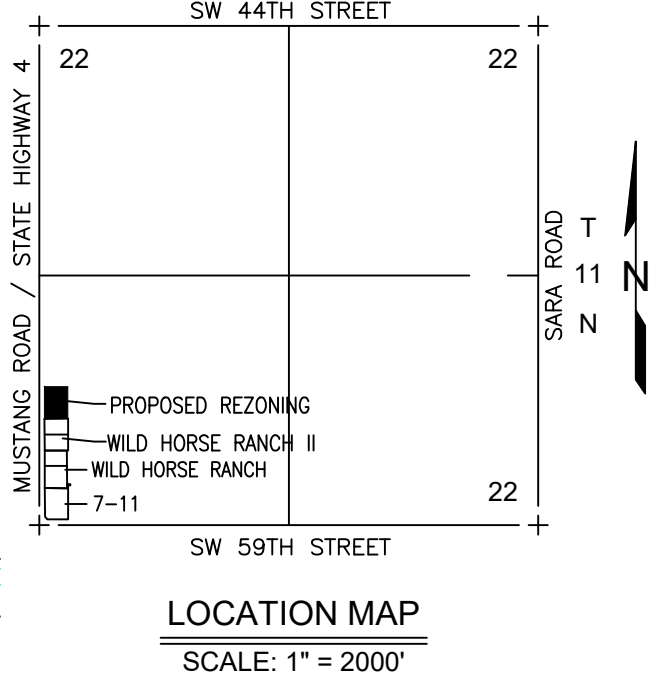 SW 44TH STREET
22
22
MUSTANG ROAD / STATE HIGHWAY 4
SARA ROAD
T
11
N
N
PROPOSED REZONING
WILD HORSE RANCH II
WILD HORSE RANCH
7-11
22
SW 59TH STREET
LOCATION MAP
SCALE: 1" = 2000'